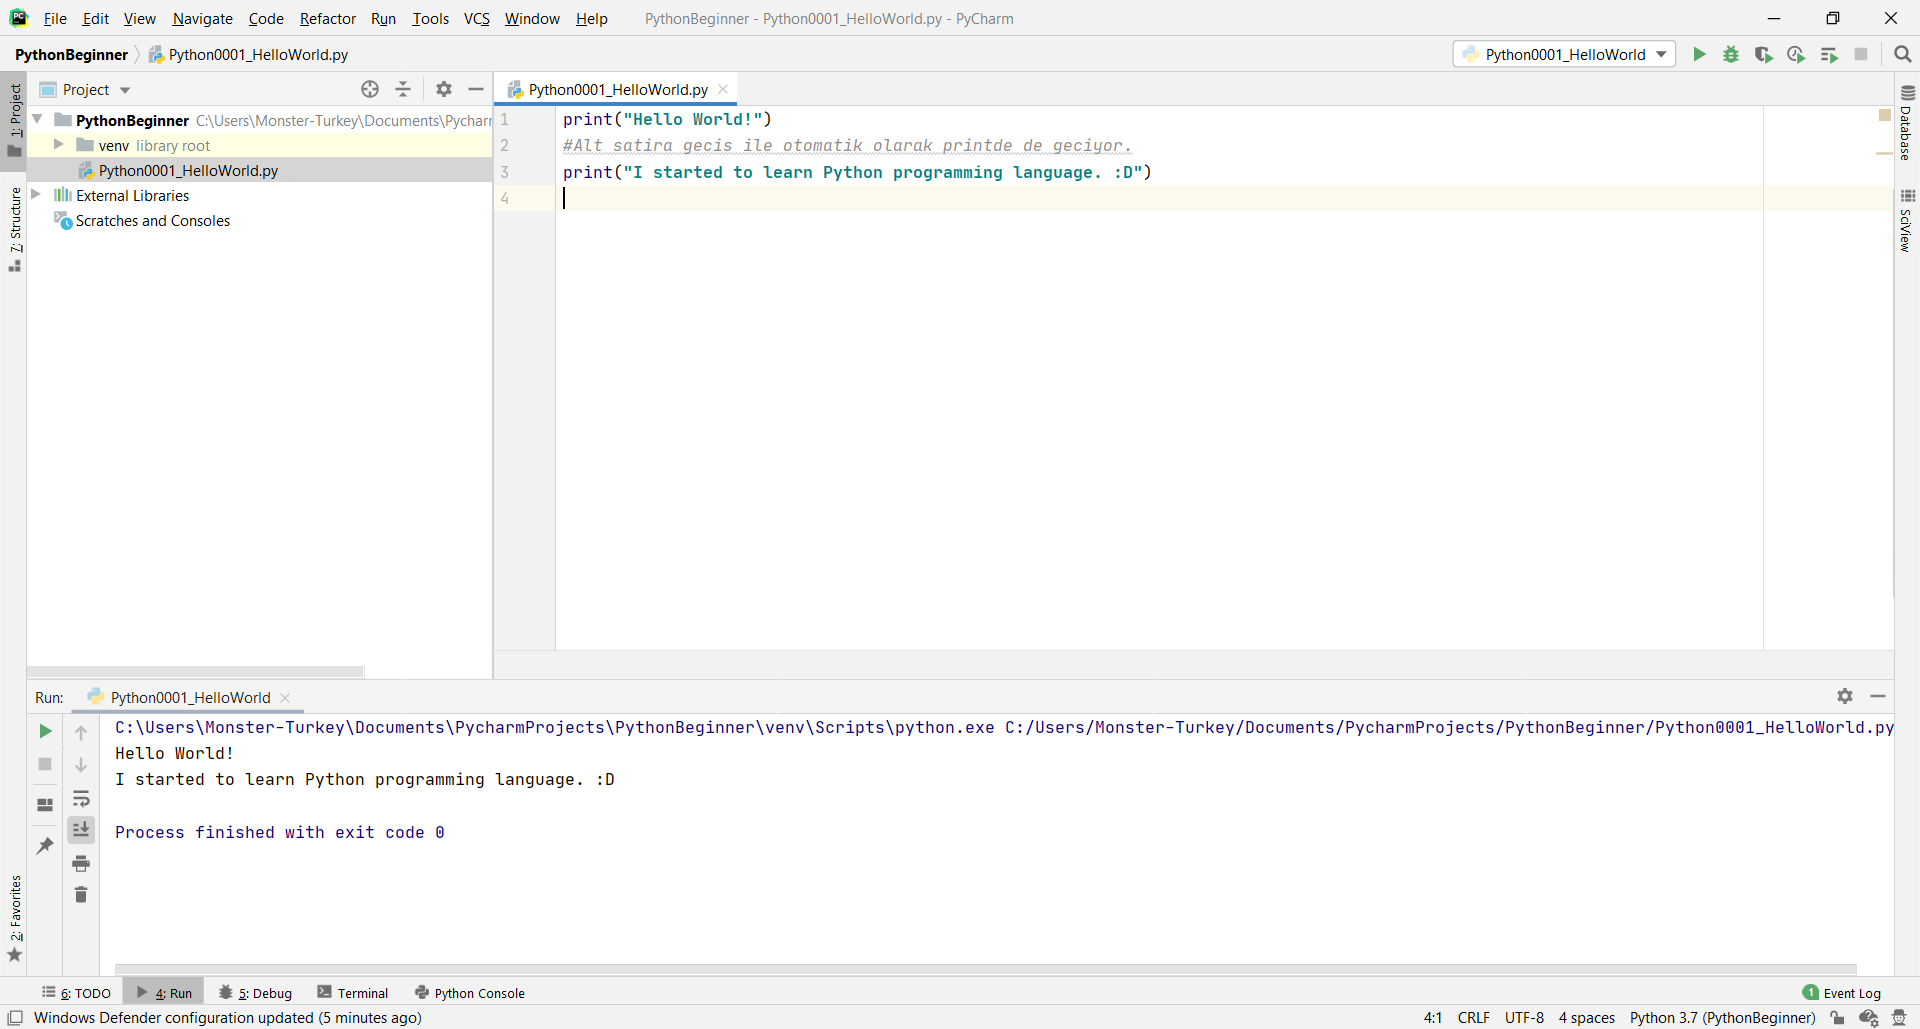 File Edit View Navigate Code Refactor Run Tools VCS Window Help PythonBeginner - Python0001_HelloWorld.py - PyCharm
PythonBeginner Python0001_HelloWorld.py Python0001_HelloWorld
Project Python0001_HelloWorld.py
1: Project
7: Structure
2: Favorites
PythonBeginner C:\Users\Monster-Turkey\Documents\Pychar
venv library root
Python0001_HelloWorld.py
External Libraries
Scratches and Consoles
1 print("Hello World!")
2 #Alt satira gecis ile otomatik olarak printde de geciyor.
3 print("I started to learn Python programming language. :D")
4
Database
SciView
Run: Python0001_HelloWorld
C:\Users\Monster-Turkey\Documents\PycharmProjects\PythonBeginner\venv\Scripts\python.exe C:/Users/Monster-Turkey/Documents/PycharmProjects/PythonBeginner/Python0001_HelloWorld.py
Hello World!
I started to learn Python programming language. :D
Process finished with exit code 0
6: TODO 4: Run 5: Debug Terminal Python Console 1 Event Log
Windows Defender configuration updated (5 minutes ago) 4:1 CRLF UTF-8 4 spaces Python 3.7 (PythonBeginner)